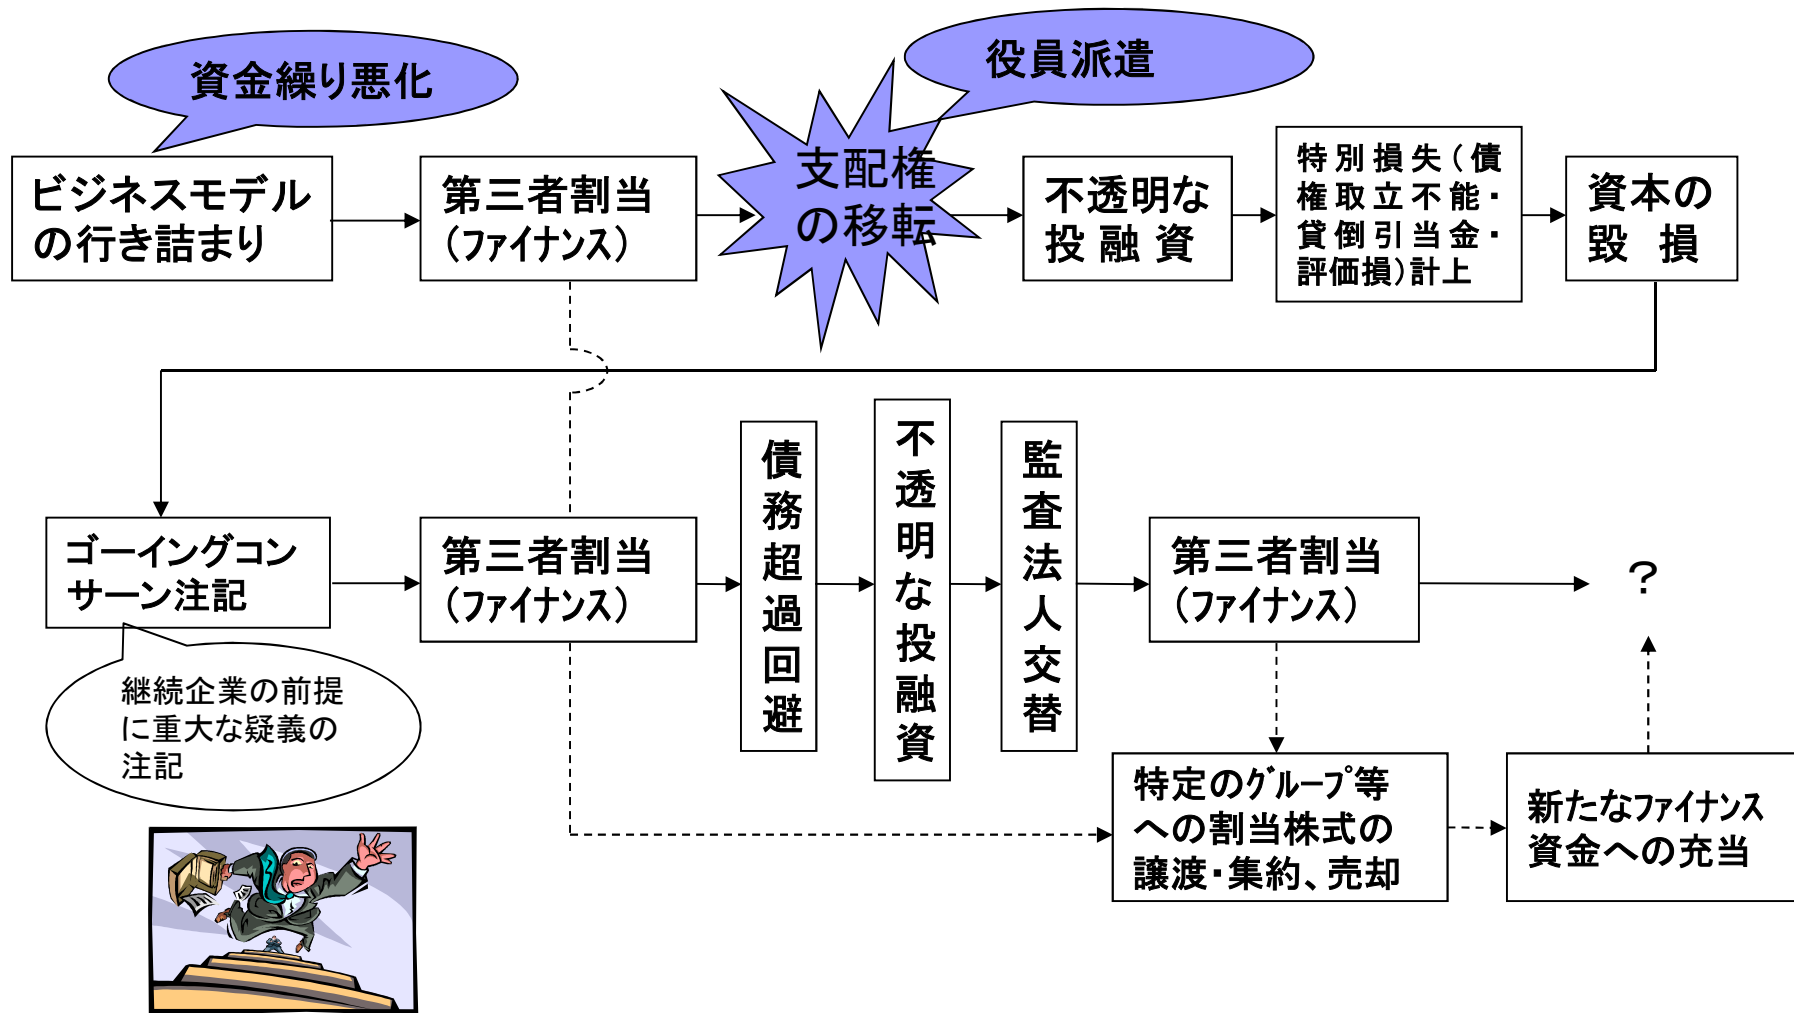 資金繰り悪化
役員派遣
ビジネスモデル
の行き詰まり
第三者割当
（ファイナンス）
支配権
の移転
不透明な
投融資
特別損失（債
権取立不能・
貸倒引当金・
評価損）計上
資本の
毀損
ゴーイングコン
サーン注記
継続企業の前提
に重大な疑義の
注記
第三者割当
（ファイナンス）
債務超過回避
不透明な投融資
監査法人交替
第三者割当
（ファイナンス）
？
特定のグループ等
への割当株式の
譲渡・集約、売却
新たなファイナンス
資金への充当